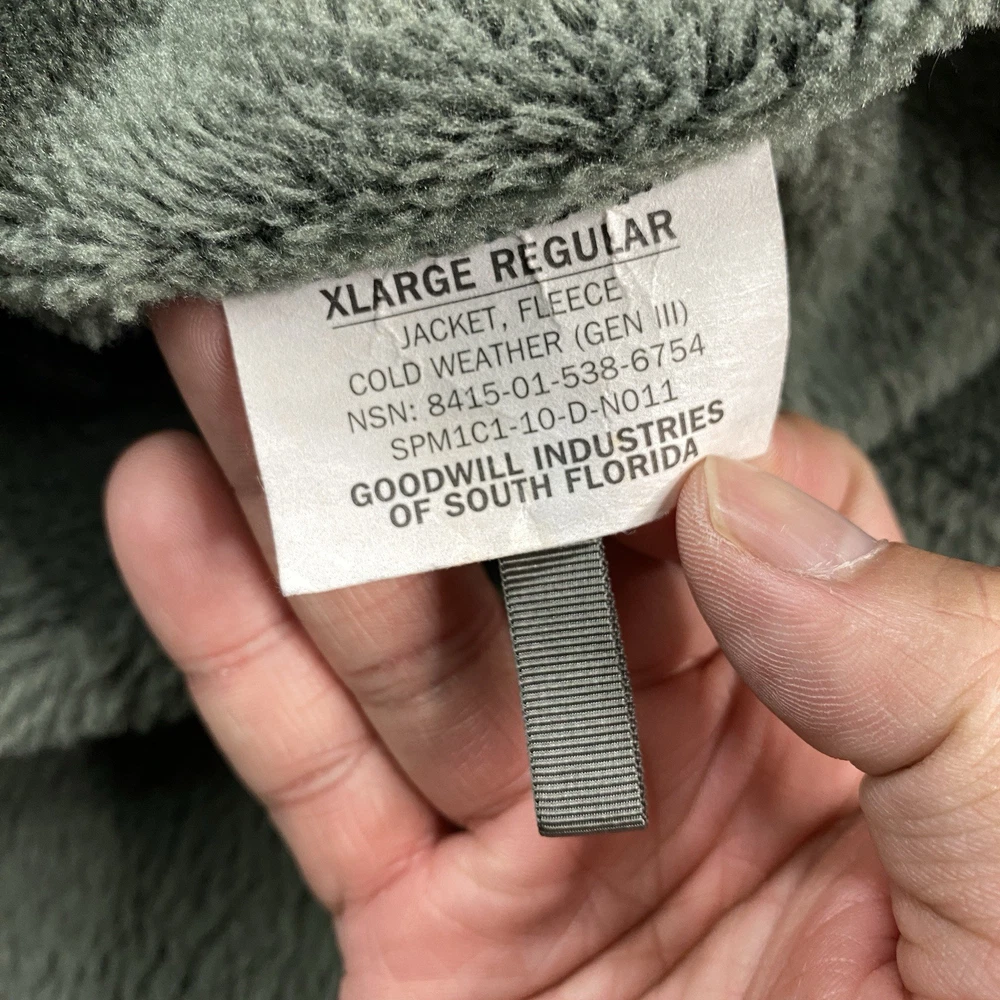 XLARGE REGULAR
JACKET, FLEECE
COLD WEATHER (GEN III)
NSN: 8415-01-538-6754
SPM1C1-10-D-N011
GOODWILL INDUSTRIES
OF SOUTH FLORIDA